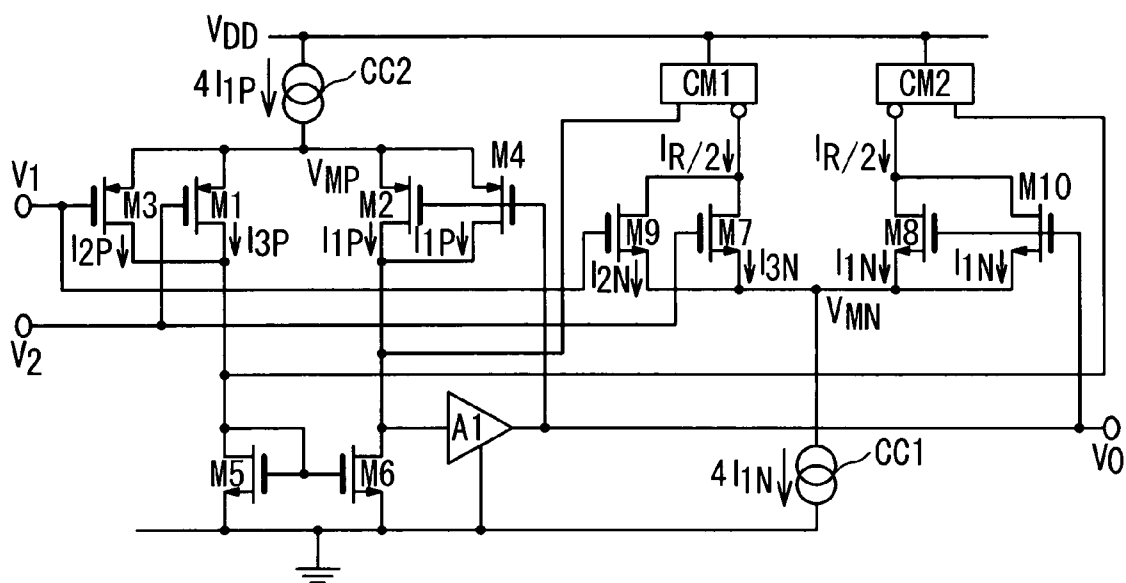 VDD
4I1P
CC2
CM1
CM2
V1
VMP
M4
IR/2
IR/2
M10
M3
M1
M2
M9
M7
M8
I2P
I3P
I1P
I1P
I2N
I3N
I1N
I1N
VMN
V2
A1
M5
M6
4I1N
CC1
VO